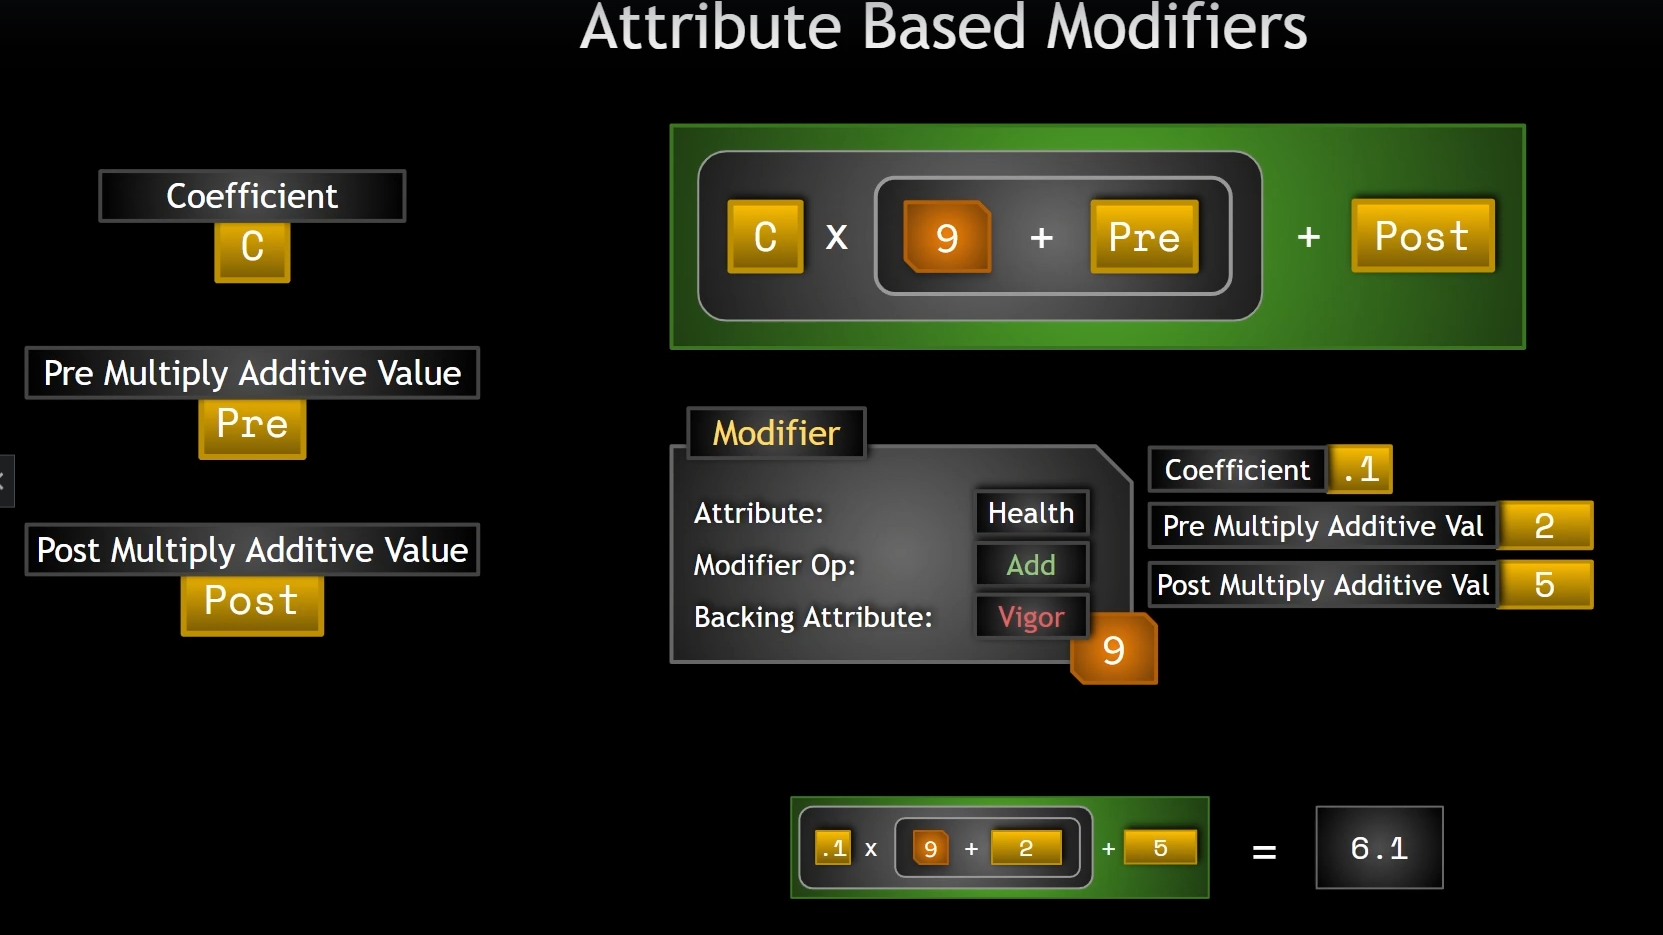 Attribute Based Modifiers
Coefficient
C
Pre Multiply Additive Value
Pre
Post Multiply Additive Value
Post
C x 9 + Pre + Post
Modifier
Attribute: Health
Modifier Op: Add
Backing Attribute: Vigor
9
Coefficient .1
Pre Multiply Additive Val 2
Post Multiply Additive Val 5
.1 x 9 + 2 + 5 = 6.1